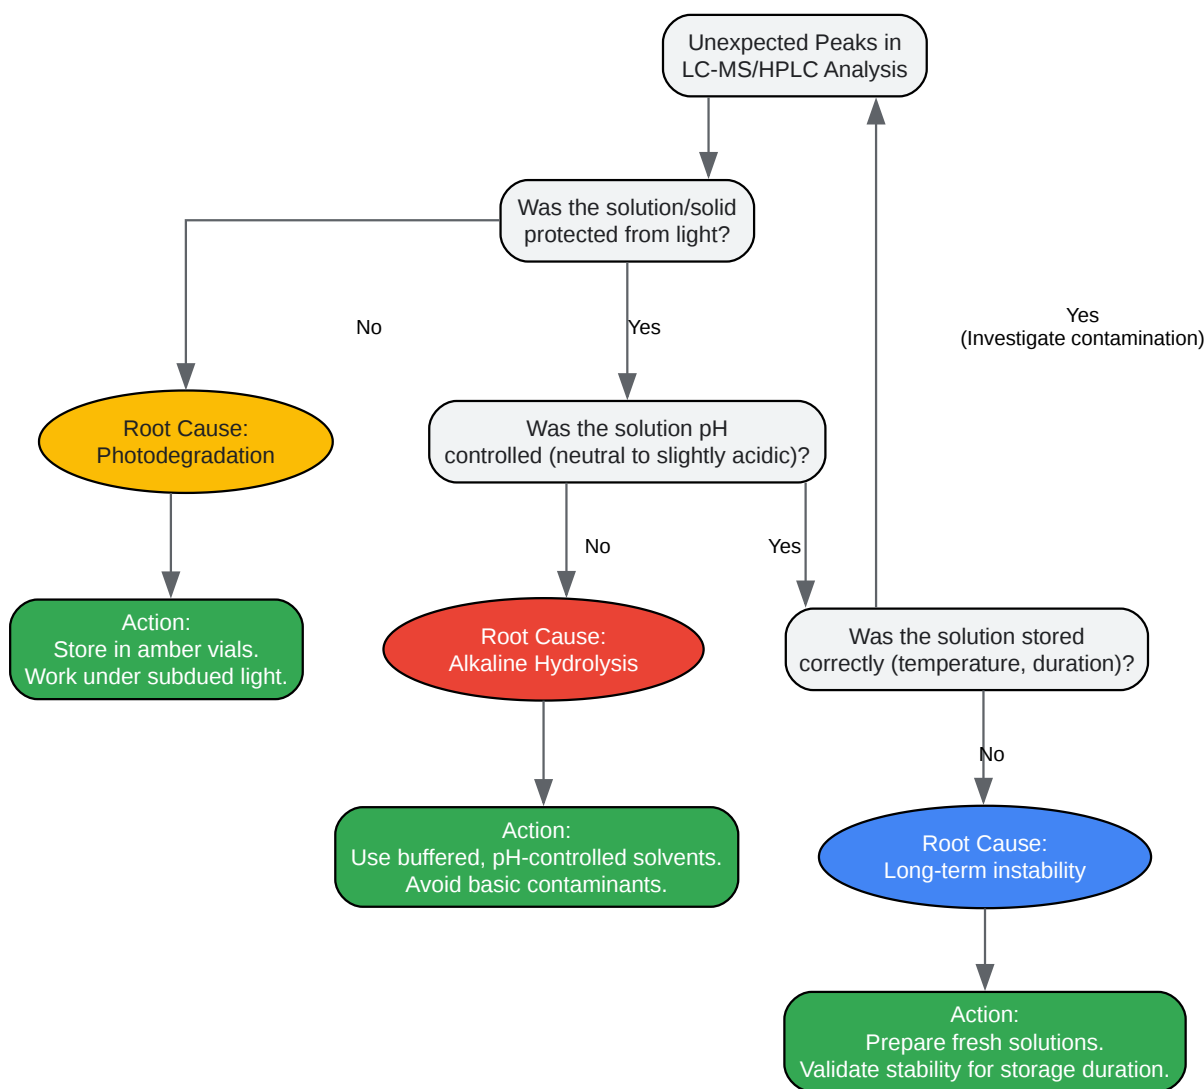 Unexpected Peaks in
LC-MS/HPLC Analysis
Was the solution/solid
protected from light?
No
Yes
Yes
(Investigate contamination)
Root Cause:
Photodegradation
Was the solution pH
controlled (neutral to slightly acidic)?
No
Yes
Action:
Store in amber vials.
Work under subdued light.
Root Cause:
Alkaline Hydrolysis
Was the solution stored
correctly (temperature, duration)?
No
Action:
Use buffered, pH-controlled solvents.
Avoid basic contaminants.
Root Cause:
Long-term instability
Action:
Prepare fresh solutions.
Validate stability for storage duration.